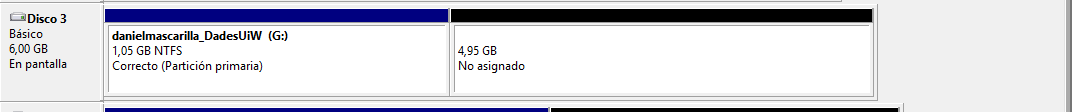 Disco 3
Básico
6,00 GB
En pantalla
danielmascarilla_DadesUiW (G:)
1,05 GB NTFS
Correcto (Partición primaria)
4,95 GB
No asignado